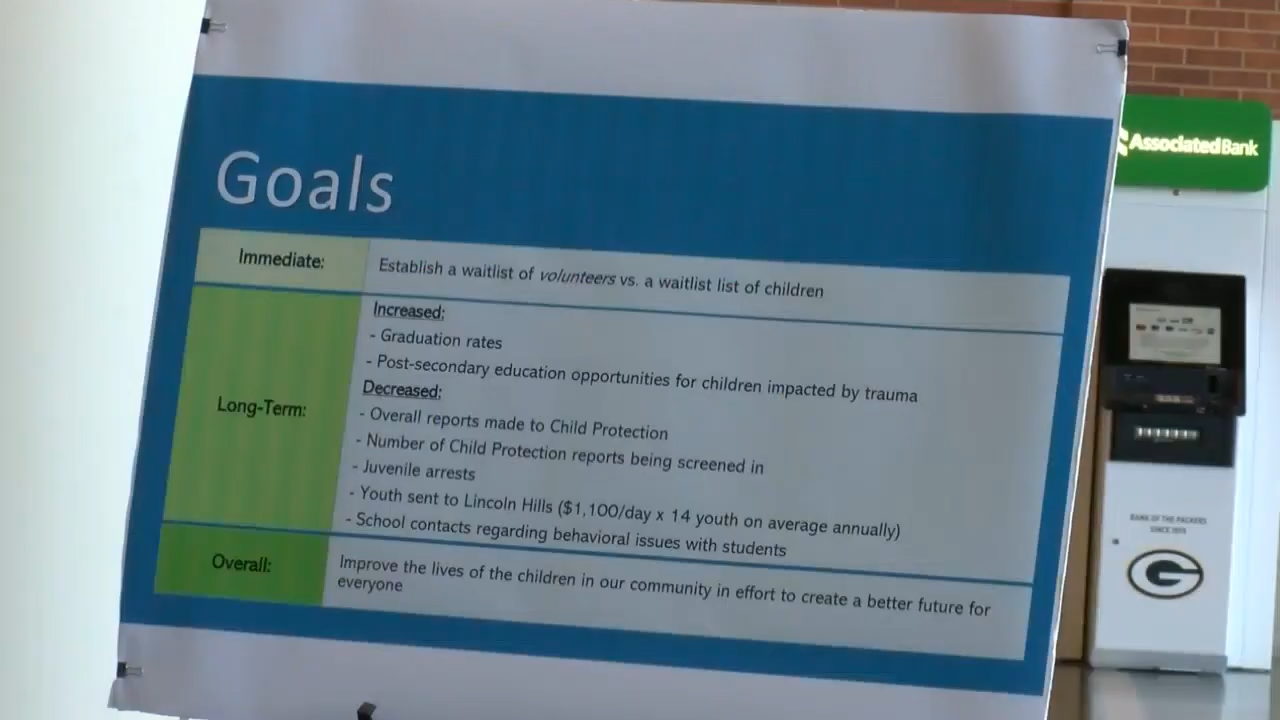 Goals
Immediate:
Establish a waitlist of volunteers vs. a waitlist list of children
Long-Term:
Increased:
- Graduation rates
- Post-secondary education opportunities for children impacted by trauma
Decreased:
- Overall reports made to Child Protection
- Number of Child Protection reports being screened in
- Juvenile arrests
- Youth sent to Lincoln Hills ($1,100/day x 14 youth on average annually)
- School contacts regarding behavioral issues with students
Overall:
Improve the lives of the children in our community in effort to create a better future for
everyone
Associated Bank
BANK OF THE PACKERS
SINCE
G